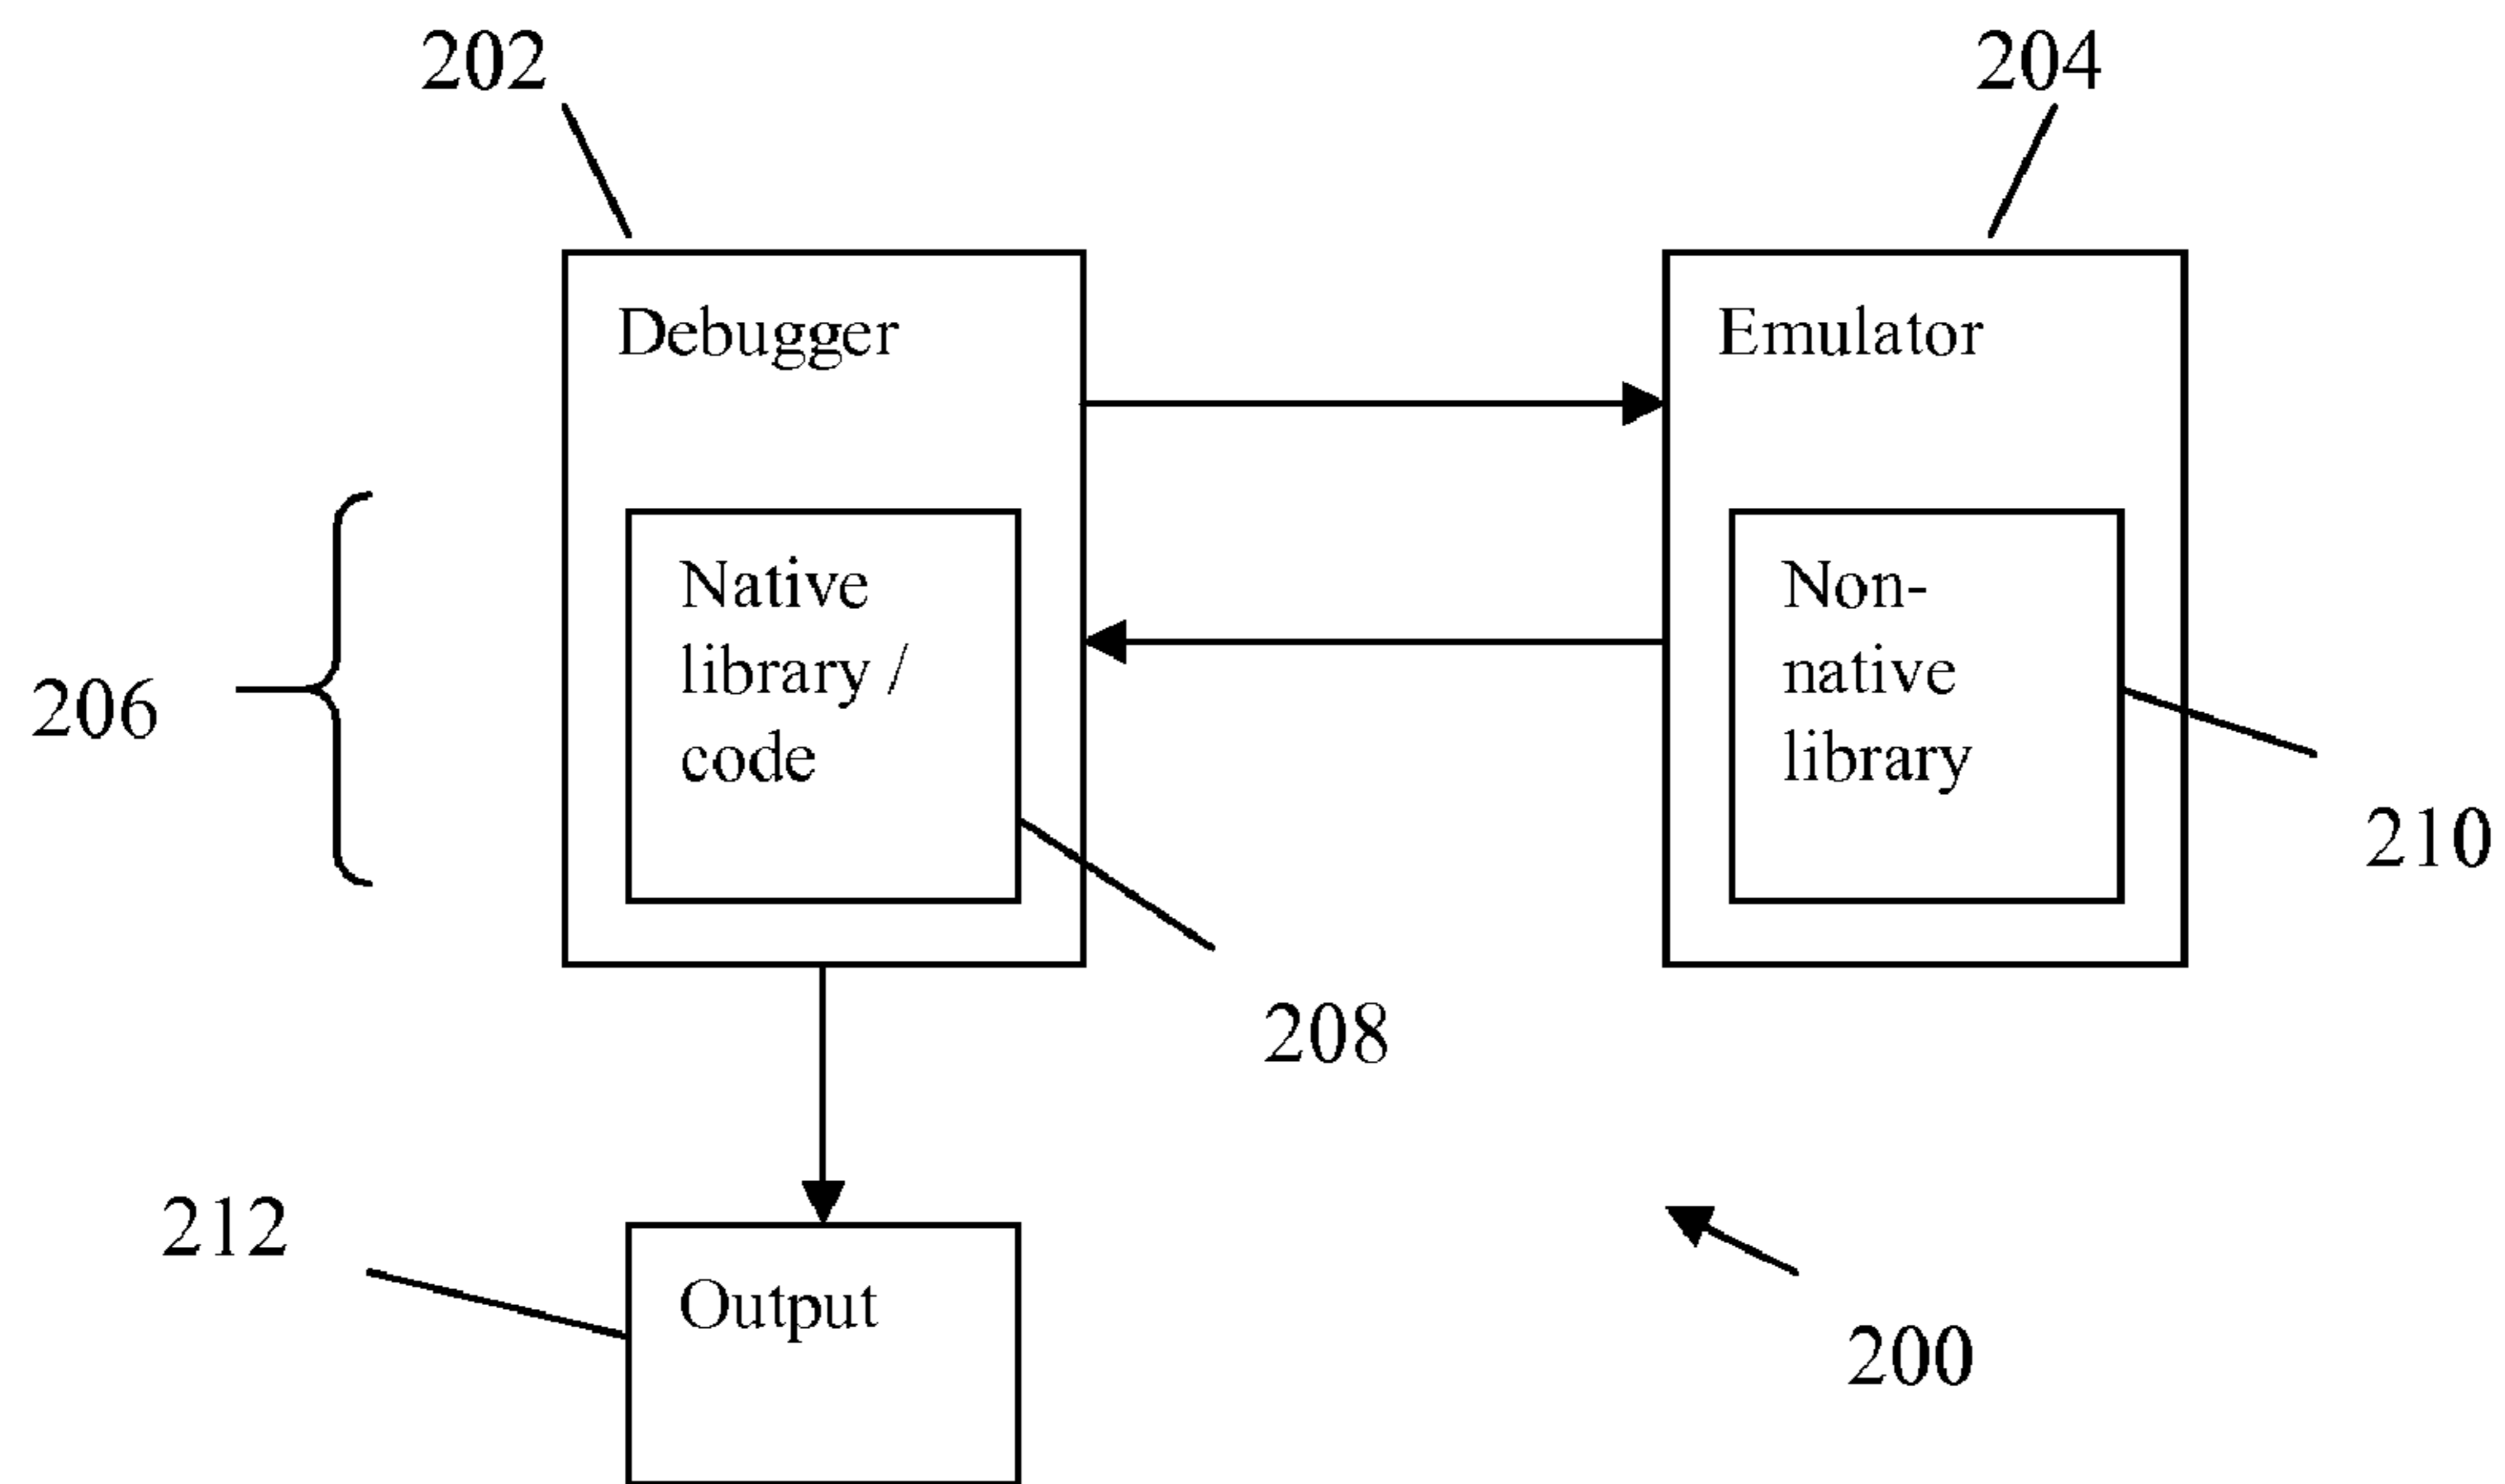 202
204
Debugger
Emulator
Native
library /
code
Non-
native
library
206
210
208
212
Output
200